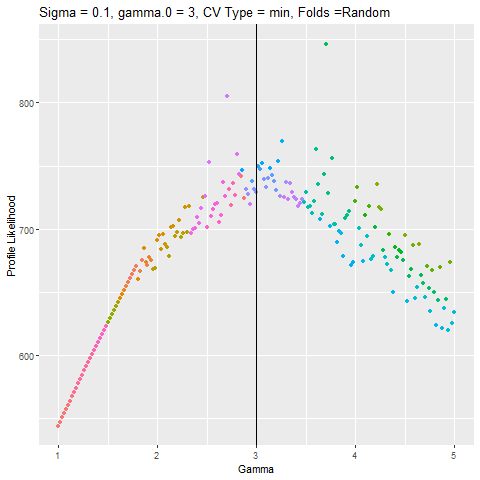 Sigma = 0.1, gamma.0 = 3, CV Type = min, Folds =Random
Profile Likelihood
800
700
600
1 2 3 4 5
Gamma